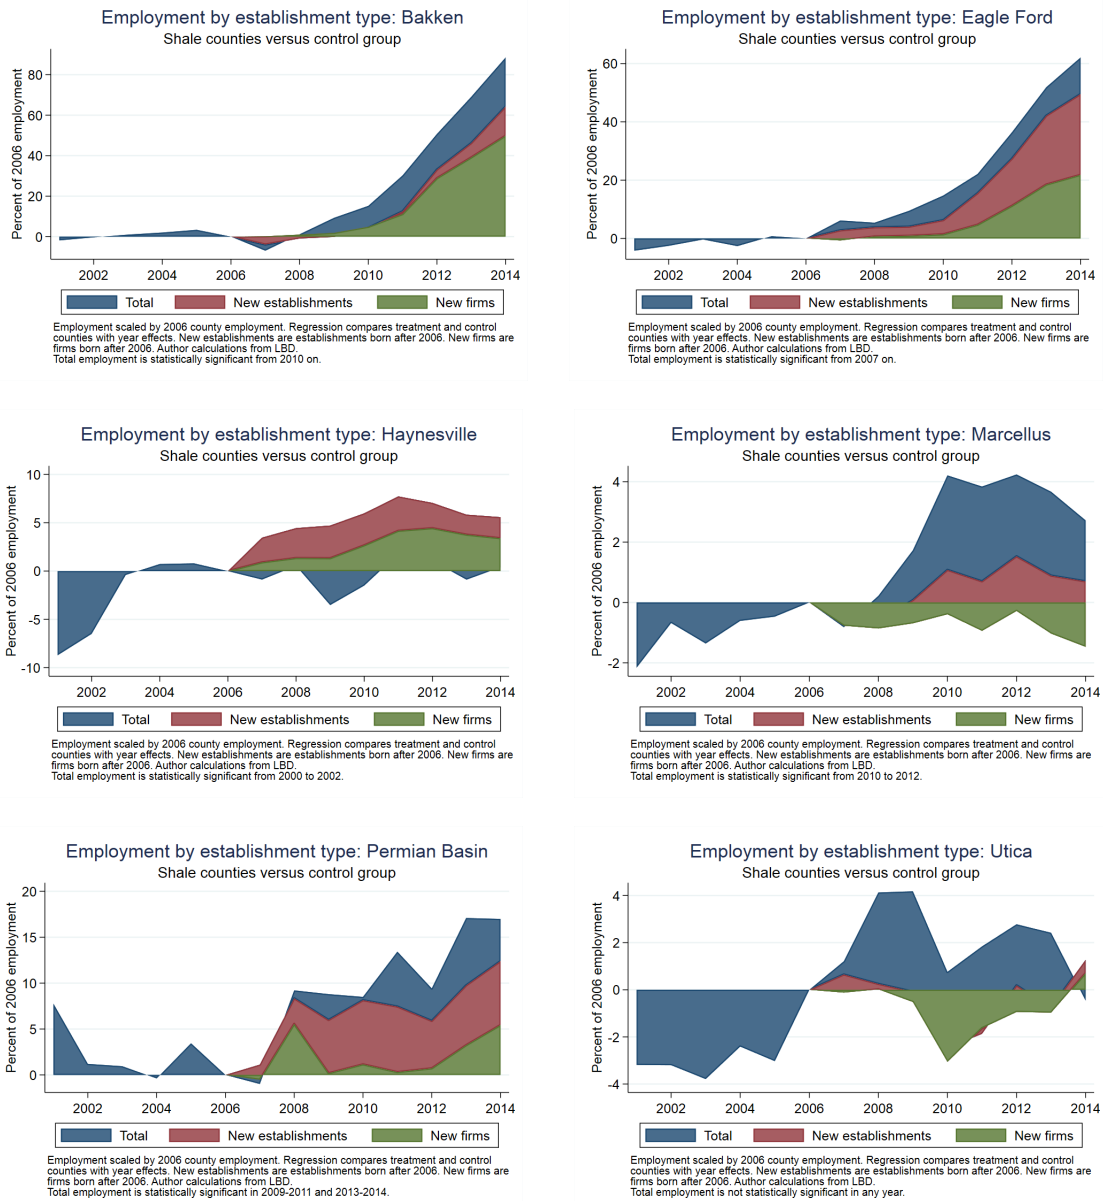 Employment by establishment type: Bakken
Shale counties versus control group
Percent of 2006 employment
80
60
40
20
0
2002 2004 2006 2008 2010 2012 2014
Total New establishments New firms
Employment scaled by 2006 county employment. Regression compares treatment and control
counties with year effects. New establishments are establishments born after 2006. New firms are
firms born after 2006. Author calculations from LBD.
Total employment is statistically significant from 2010 on.
Employment by establishment type: Eagle Ford
Shale counties versus control group
Percent of 2006 employment
60
40
20
0
2002 2004 2006 2008 2010 2012 2014
Total New establishments New firms
Employment scaled by 2006 county employment. Regression compares treatment and control
counties with year effects. New establishments are establishments born after 2006. New firms are
firms born after 2006. Author calculations from LBD.
Total employment is statistically significant from 2007 on.
Employment by establishment type: Haynesville
Shale counties versus control group
Percent of 2006 employment
10
5
0
-5
-10
2002 2004 2006 2008 2010 2012 2014
Total New establishments New firms
Employment scaled by 2006 county employment. Regression compares treatment and control
counties with year effects. New establishments are establishments born after 2006. New firms are
firms born after 2006. Author calculations from LBD.
Total employment is statistically significant from 2000 to 2002.
Employment by establishment type: Marcellus
Shale counties versus control group
Percent of 2006 employment
4
2
0
-2
2002 2004 2006 2008 2010 2012 2014
Total New establishments New firms
Employment scaled by 2006 county employment. Regression compares treatment and control
counties with year effects. New establishments are establishments born after 2006. New firms are
firms born after 2006. Author calculations from LBD.
Total employment is statistically significant from 2010 to 2012.
Employment by establishment type: Permian Basin
Shale counties versus control group
Percent of 2006 employment
20
15
10
5
0
2002 2004 2006 2008 2010 2012 2014
Total New establishments New firms
Employment scaled by 2006 county employment. Regression compares treatment and control
counties with year effects. New establishments are establishments born after 2006. New firms are
firms born after 2006. Author calculations from LBD.
Total employment is statistically significant in 2009-2011 and 2013-2014.
Employment by establishment type: Utica
Shale counties versus control group
Percent of 2006 employment
4
2
0
-2
-4
2002 2004 2006 2008 2010 2012 2014
Total New establishments New firms
Employment scaled by 2006 county employment. Regression compares treatment and control
counties with year effects. New establishments are establishments born after 2006. New firms are
firms born after 2006. Author calculations from LBD.
Total employment is not statistically significant in any year.